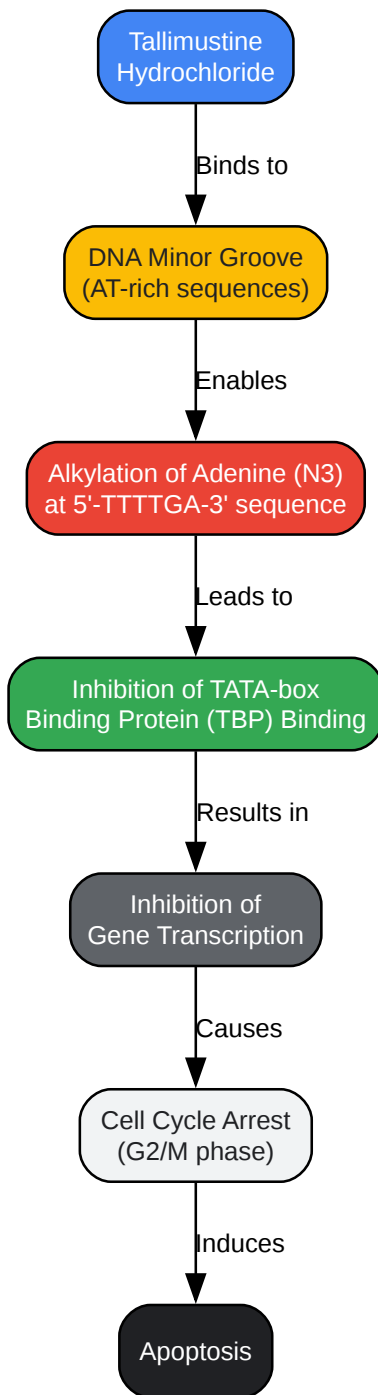 Tallimustine
Hydrochloride
Binds to
DNA Minor Groove
(AT-rich sequences)
Enables
Alkylation of Adenine (N3)
at 5'-TTTTGA-3' sequence
Leads to
Inhibition of TATA-box
Binding Protein (TBP) Binding
Results in
Inhibition of
Gene Transcription
Causes
Cell Cycle Arrest
(G2/M phase)
Induces
Apoptosis